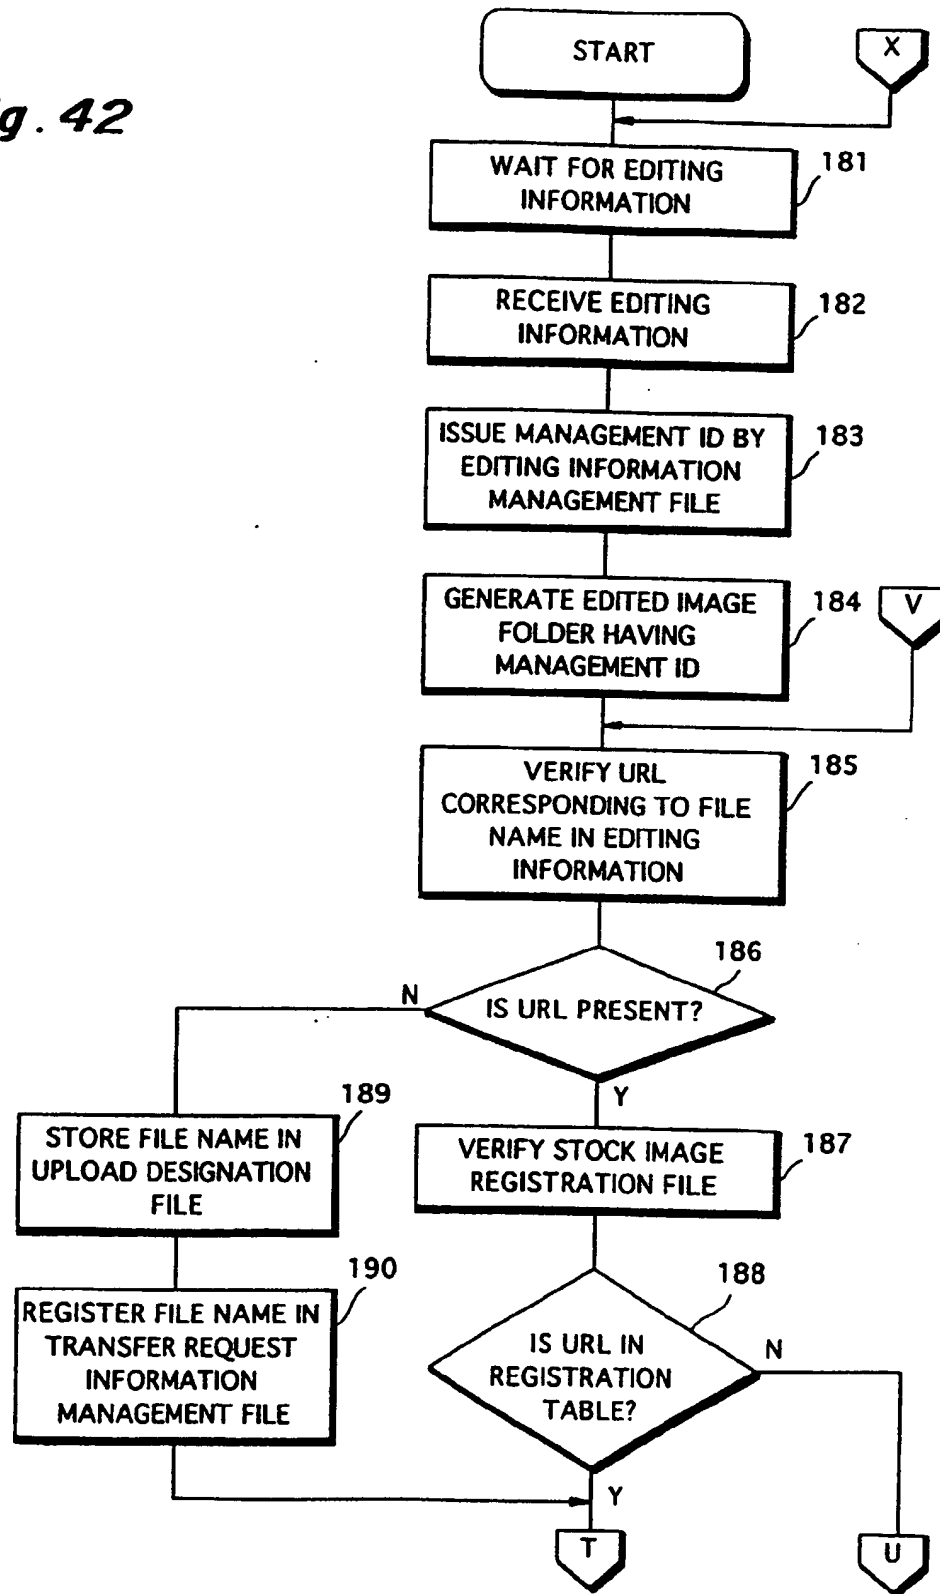 g. 42
START
X
WAIT FOR EDITING
INFORMATION
181
RECEIVE EDITING
INFORMATION
182
ISSUE MANAGEMENT ID BY
EDITING INFORMATION
MANAGEMENT FILE
183
GENERATE EDITED IMAGE
FOLDER HAVING
MANAGEMENT ID
184
V
VERIFY URL
CORRESPONDING TO FILE
NAME IN EDITING
INFORMATION
185
IS URL PRESENT?
186
N
Y
STORE FILE NAME IN
UPLOAD DESIGNATION
FILE
189
VERIFY STOCK IMAGE
REGISTRATION FILE
187
REGISTER FILE NAME IN
TRANSFER REQUEST
INFORMATION
MANAGEMENT FILE
190
IS URL IN
REGISTRATION
TABLE?
188
N
Y
T
U